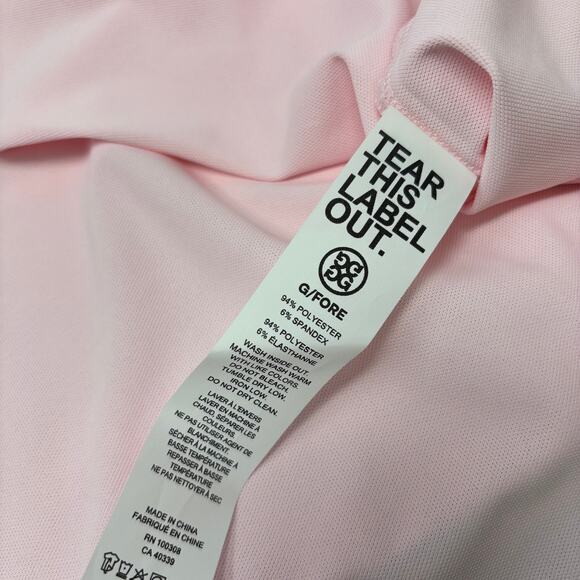 TEAR
THIS
LABEL
OUT.
G/FORE
94% POLYESTER
6% SPANDEX
94% POLYESTER
6% ÉLASTHANNE
WASH INSIDE OUT.
MACHINE WASH WARM
WITH LIKE COLORS.
DO NOT BLEACH.
TUMBLE DRY LOW.
IRON LOW
DO NOT DRY CLEAN.
LAVER À L'ENVERS
LAVER EN MACHINE À
CHAUD, SÉPARER LES
COULEURS.
NE PAS UTILISER AGENT DE
BLANCHIMENT.
SÉCHER À LA MACHINE À
BASSE TEMPÉRATURE
REPASSER À BASSE
TEMPÉRATURE
NE PAS NETTOYER À SEC
MADE IN CHINA
FABRIQUÉ EN CHINE
RN 100308
CA 40339